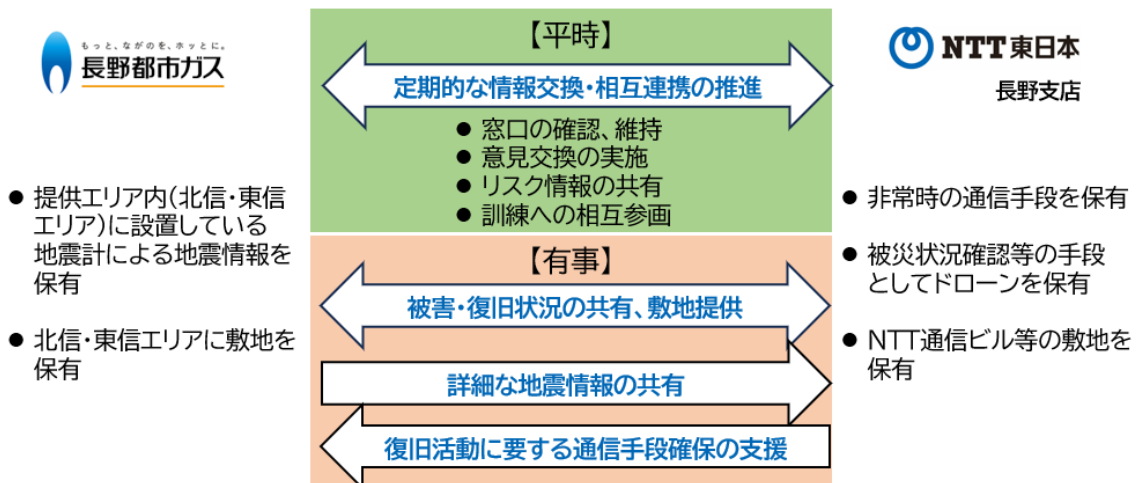 もっと、ながのを、ホッとに。
長野都市ガス
● 提供エリア内(北信・東信
エリア)に設置している
地震計による地震情報を
保有
● 北信・東信エリアに敷地を
保有
【平時】
定期的な情報交換・相互連携の推進
● 窓口の確認、維持
● 意見交換の実施
● リスク情報の共有
● 訓練への相互参画
【有事】
被害・復旧状況の共有、敷地提供
詳細な地震情報の共有
復旧活動に要する通信手段確保の支援
NTT東日本
長野支店
● 非常時の通信手段を保有
● 被災状況確認等の手段
としてドローンを保有
● NTT通信ビル等の敷地を
保有